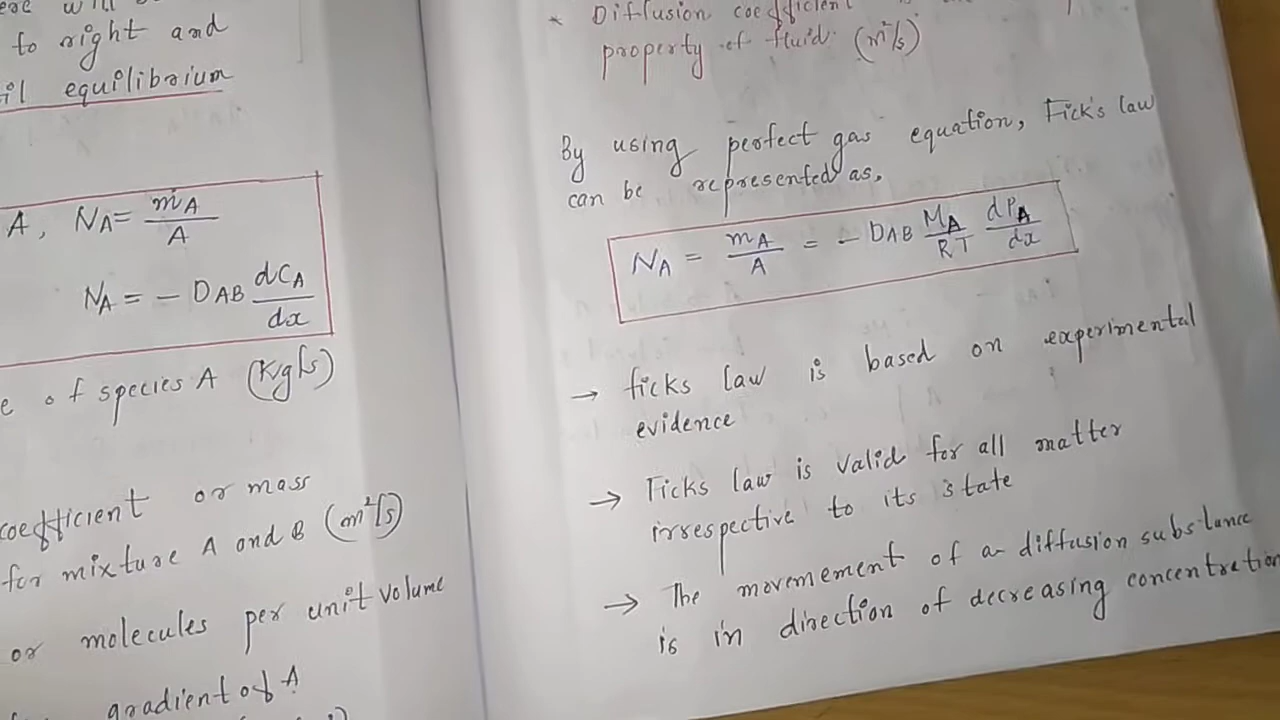 to right and
equilibrium
A, NA = mA / A
NA = - DAB dCA / dx
of species A (Kg/s)
coefficient or mass
for mixture A and B (m²/s)
or molecules per unit volume
gradient of A
* Diffusion coefficient
property of fluid. (m²/s)
By using perfect gas equation, Fick's law
can be represented as,
NA = mA / A = - DAB MA / RT dPA / dx
→ ficks law is based on experimental
evidence
→ Ficks law is valid for all matter
irrespective to its state
→ The movement of a diffusion substance
is in direction of decreasing concentration